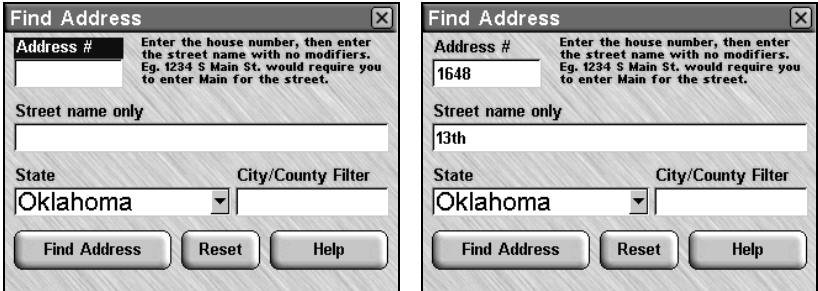 Find Address
Address #
Enter the house number, then enter
the street name with no modifiers.
Eg. 1234 S Main St. would require you
to enter Main for the street.
Street name only
State
City/County Filter
Oklahoma
Find Address
Reset
Help
Find Address
Address #
Enter the house number, then enter
the street name with no modifiers.
Eg. 1234 S Main St. would require you
to enter Main for the street.
1648
Street name only
13th
State
City/County Filter
Oklahoma
Find Address
Reset
Help